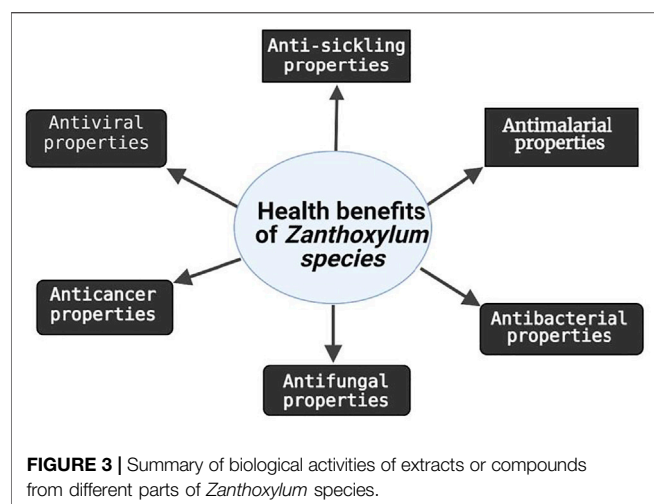 Anti-sickling
properties
Antiviral
properties
Antimalarial
properties
Health benefits
of Zanthoxylum
species
Anticancer
properties
Antibacterial
properties
Antifungal
properties
FIGURE 3 | Summary of biological activities of extracts or compounds
from different parts of Zanthoxylum species.